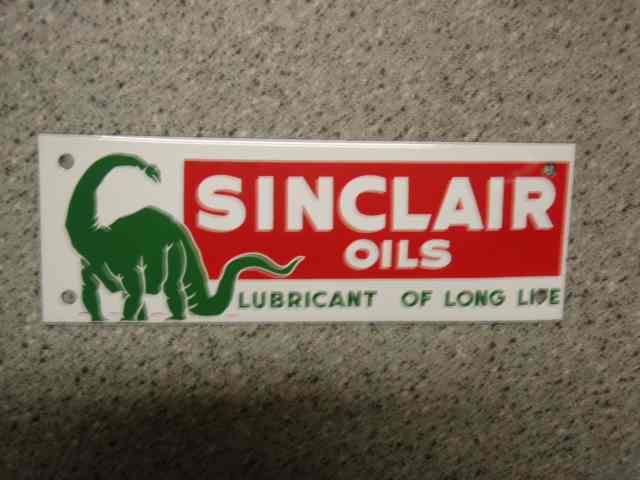 SINCLAIR
OILS
LUBRICANT OF LONG LIFE